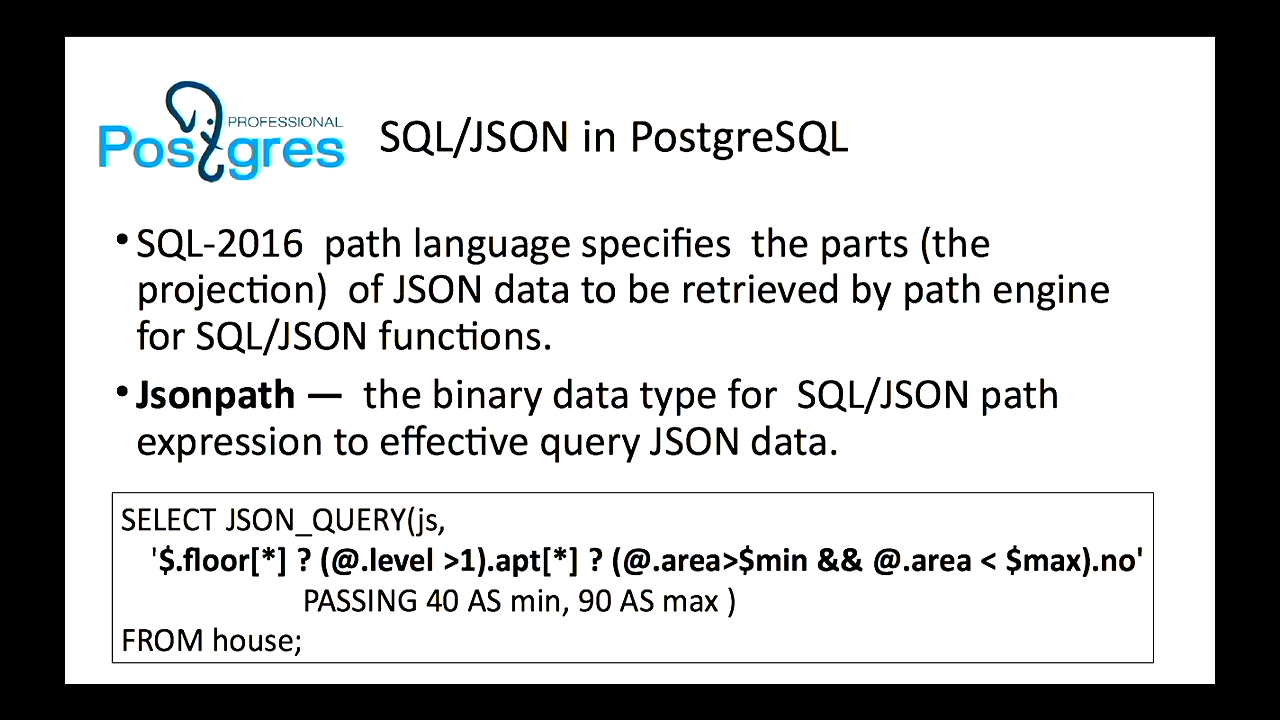 PROFESSIONAL
Postgres
SQL/JSON in PostgreSQL
• SQL-2016 path language specifies the parts (the
projection) of JSON data to be retrieved by path engine
for SQL/JSON functions.
• Jsonpath — the binary data type for SQL/JSON path
expression to effective query JSON data.
SELECT JSON_QUERY(js,
'$.floor[*] ? (@.level >1).apt[*] ? (@.area>$min && @.area < $max).no'
PASSING 40 AS min, 90 AS max )
FROM house;